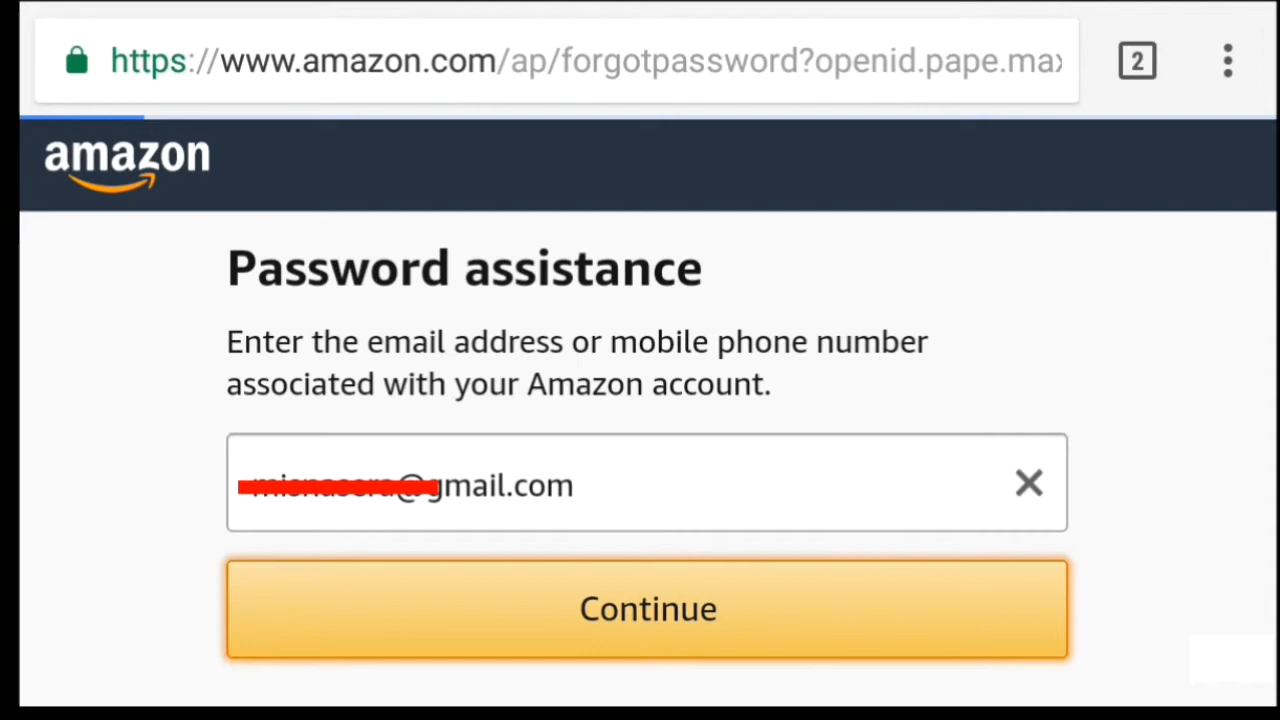 https://www.amazon.com/ap/forgotpassword?openid.pape.max
2
amazon
Password assistance
Enter the email address or mobile phone number
associated with your Amazon account.
@gmail.com
Continue